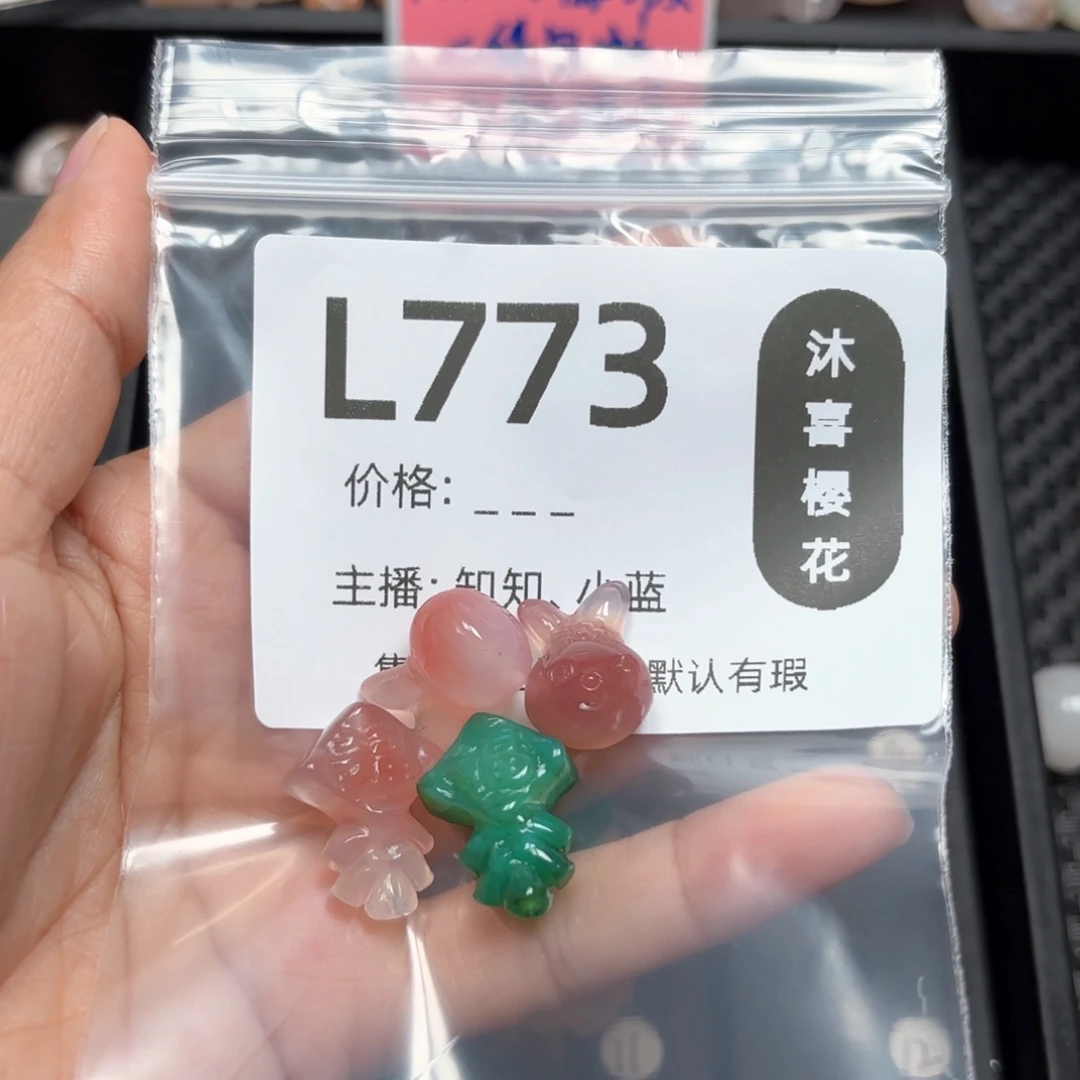 L773
沐喜樱花
价格: _ _ _
主播: 知知、小蓝
默认有瑕